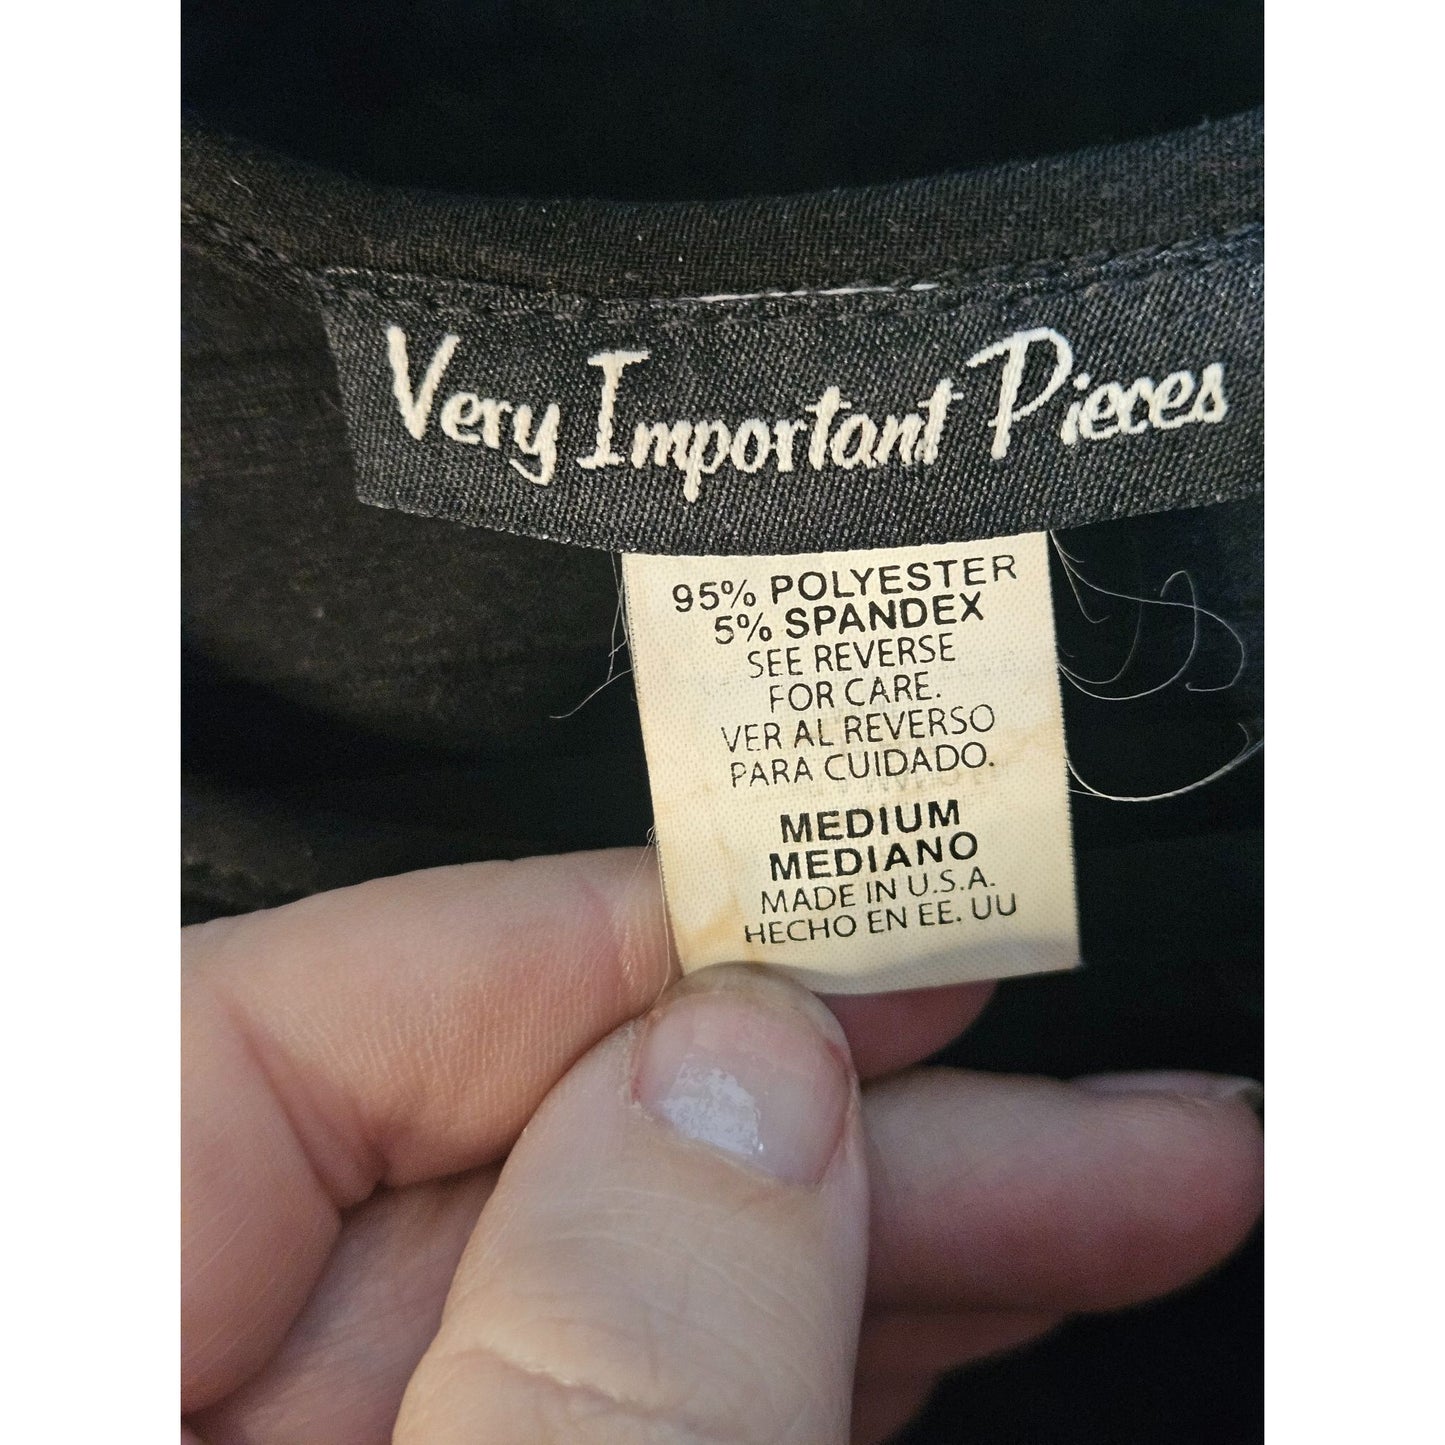 Very Important Pieces
95% POLYESTER
5% SPANDEX
SEE REVERSE
FOR CARE.
VER AL REVERSO
PARA CUIDADO.
MEDIUM
MEDIANO
MADE IN U.S.A.
HECHO EN EE. UU